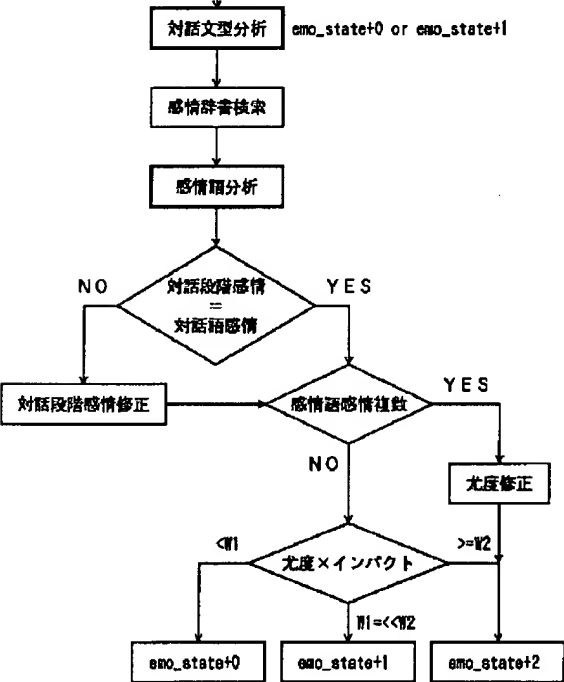 対話文型分析 emo_state+0 or emo_state+1
感情辞書検索
感情語分析
対話段階感情
=
対話語感情
NO
YES
対話段階感情修正
感情語感情複数
YES
NO
尤度修正
<W1
尤度×インパクト
>=W2
W1=<<W2
emo_state+0
emo_state+1
emo_state+2